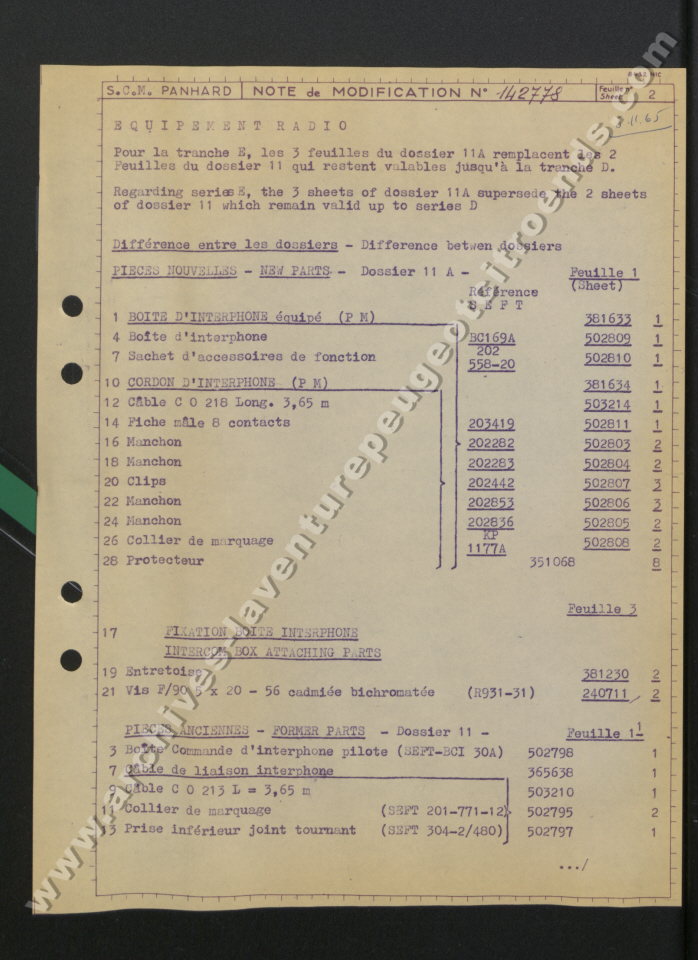 S.C.M. PANHARD NOTE de MODIFICATION N° 142778 Feuille n° Sheet 2
8.11.65
EQUIPEMENT RADIO
Pour la tranche E, les 3 feuilles du dossier 11A remplacent les 2
Feuilles du dossier 11 qui restent valables jusqu'à la tranche D.
Regarding series E, the 3 sheets of dossier 11A supersede the 2 sheets
of dossier 11 which remain valid up to series D
Différence entre les dossiers - Difference betwen dossiers
PIECES NOUVELLES - NEW PARTS - Dossier 11 A - Feuille 1
(Sheet)
Référence
S E F T
1 BOITE D'INTERPHONE équipé (P M) 381633 1
4 Boîte d'interphone BC169A 502809 1
7 Sachet d'accessoires de fonction 202 558-20 502810 1
10 CORDON D'INTERPHONE (P M) 381634 1
12 Câble C O 218 Long. 3,65 m 503214 1
14 Fiche mâle 8 contacts 203419 502811 1
16 Manchon 202282 502803 2
18 Manchon 202283 502804 2
20 Clips 202442 502807 3
22 Manchon 202853 502806 3
24 Manchon 202836 502805 2
26 Collier de marquage KP 1177A 502808 2
28 Protecteur 351068 8
Feuille 3
17 FIXATION BOITE INTERPHONE
INTERCOM BOX ATTACHING PARTS
19 Entretoise 381230 2
21 Vis F/90 5 x 20 - 56 cadmiée bichromatée (R931-31) 240711 2
PIECES ANCIENNES - FORMER PARTS - Dossier 11 - Feuille 1
3 Boîte Commande d'interphone pilote (SEFT-BCI 30A) 502798 1
7 Câble de liaison interphone 365638 1
9 Câble C O 213 L = 3,65 m 503210 1
11 Collier de marquage (SEFT 201-771-12) 502795 2
13 Prise inférieur joint tournant (SEFT 304-2/480) 502797 1
.../
www.archives-laventurepeugeotcitroends.com